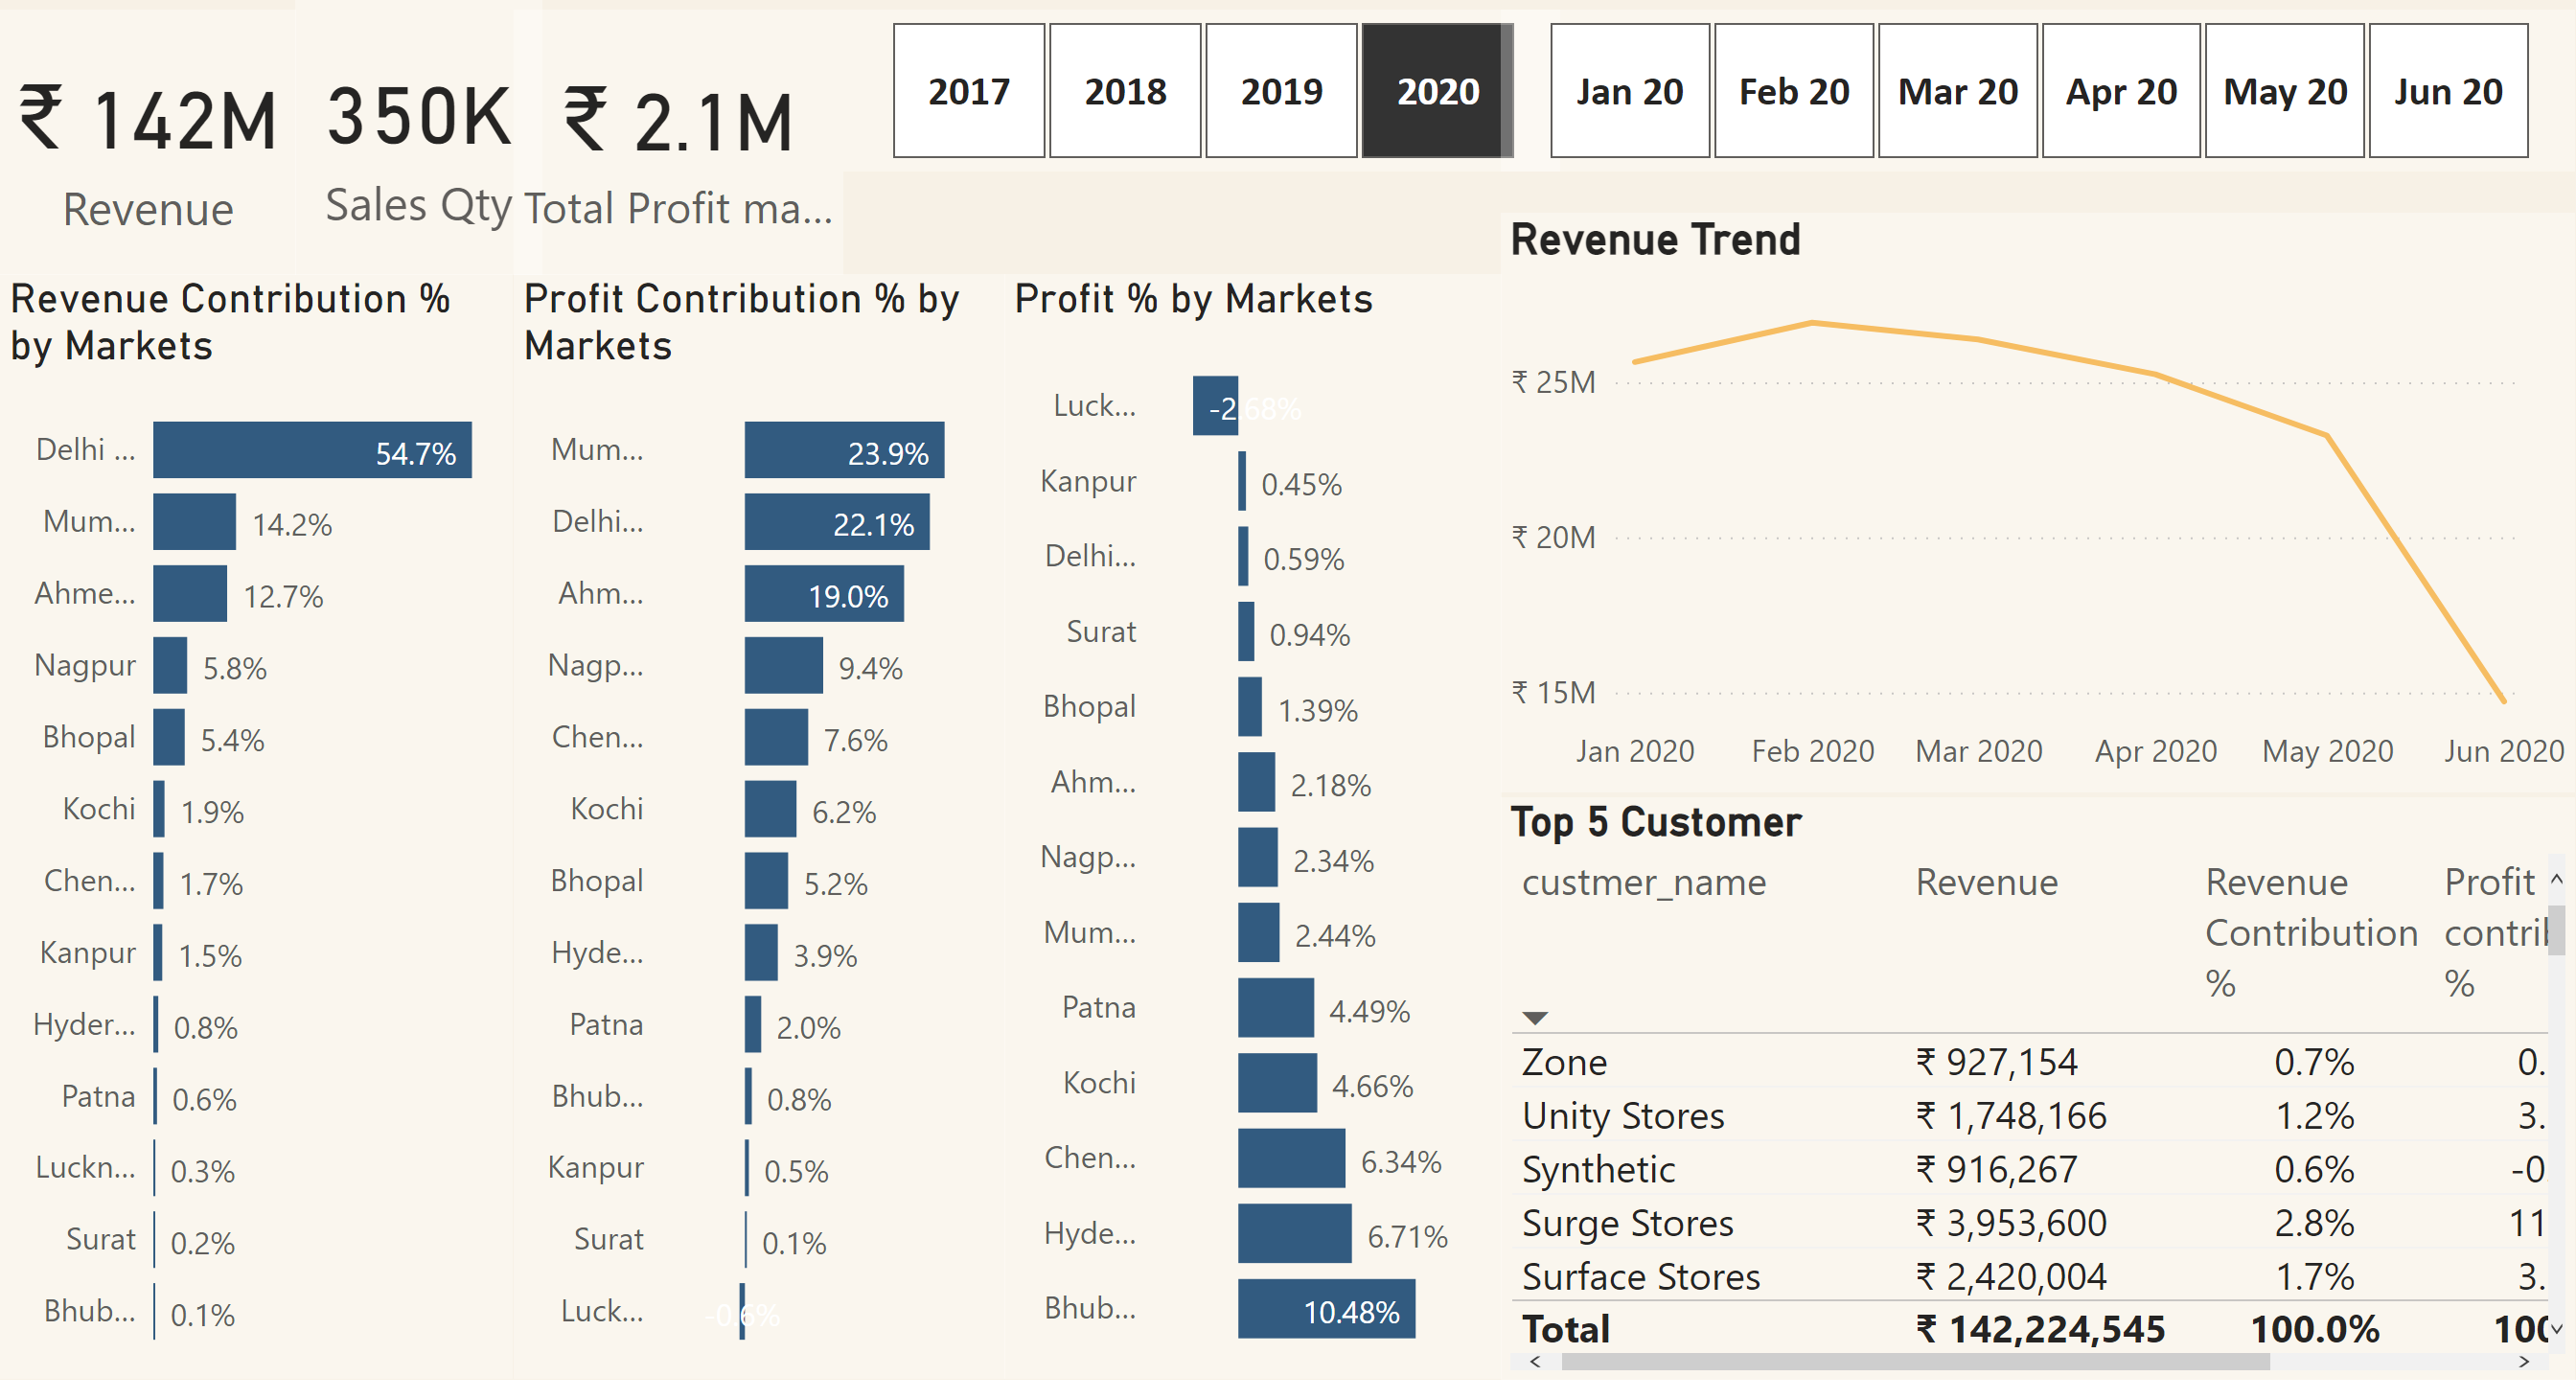 ₹ 142M
Revenue
350K
Sales Qty
₹ 2.1M
Total Profit ma...
2017
2018
2019
2020
Jan 20
Feb 20
Mar 20
Apr 20
May 20
Jun 20
Revenue Contribution %
by Markets
Delhi ... 54.7%
Mum... 14.2%
Ahme... 12.7%
Nagpur 5.8%
Bhopal 5.4%
Kochi 1.9%
Chen... 1.7%
Kanpur 1.5%
Hyder... 0.8%
Patna 0.6%
Luckn... 0.3%
Surat 0.2%
Bhub... 0.1%
Profit Contribution % by
Markets
Mum... 23.9%
Delhi... 22.1%
Ahm... 19.0%
Nagp... 9.4%
Chen... 7.6%
Kochi 6.2%
Bhopal 5.2%
Hyde... 3.9%
Patna 2.0%
Bhub... 0.8%
Kanpur 0.5%
Surat 0.1%
Luck... -0.6%
Profit % by Markets
Luck... -2.68%
Kanpur 0.45%
Delhi... 0.59%
Surat 0.94%
Bhopal 1.39%
Ahm... 2.18%
Nagp... 2.34%
Mum... 2.44%
Patna 4.49%
Kochi 4.66%
Chen... 6.34%
Hyde... 6.71%
Bhub... 10.48%
Revenue Trend
₹ 25M
₹ 20M
₹ 15M
Jan 2020 Feb 2020 Mar 2020 Apr 2020 May 2020 Jun 2020
Top 5 Customer
custmer_name Revenue Revenue Profit
Contribution contrib
% %
Zone ₹ 927,154 0.7% 0.
Unity Stores ₹ 1,748,166 1.2% 3.
Synthetic ₹ 916,267 0.6% -0
Surge Stores ₹ 3,953,600 2.8% 11
Surface Stores ₹ 2,420,004 1.7% 3.
Total ₹ 142,224,545 100.0% 100